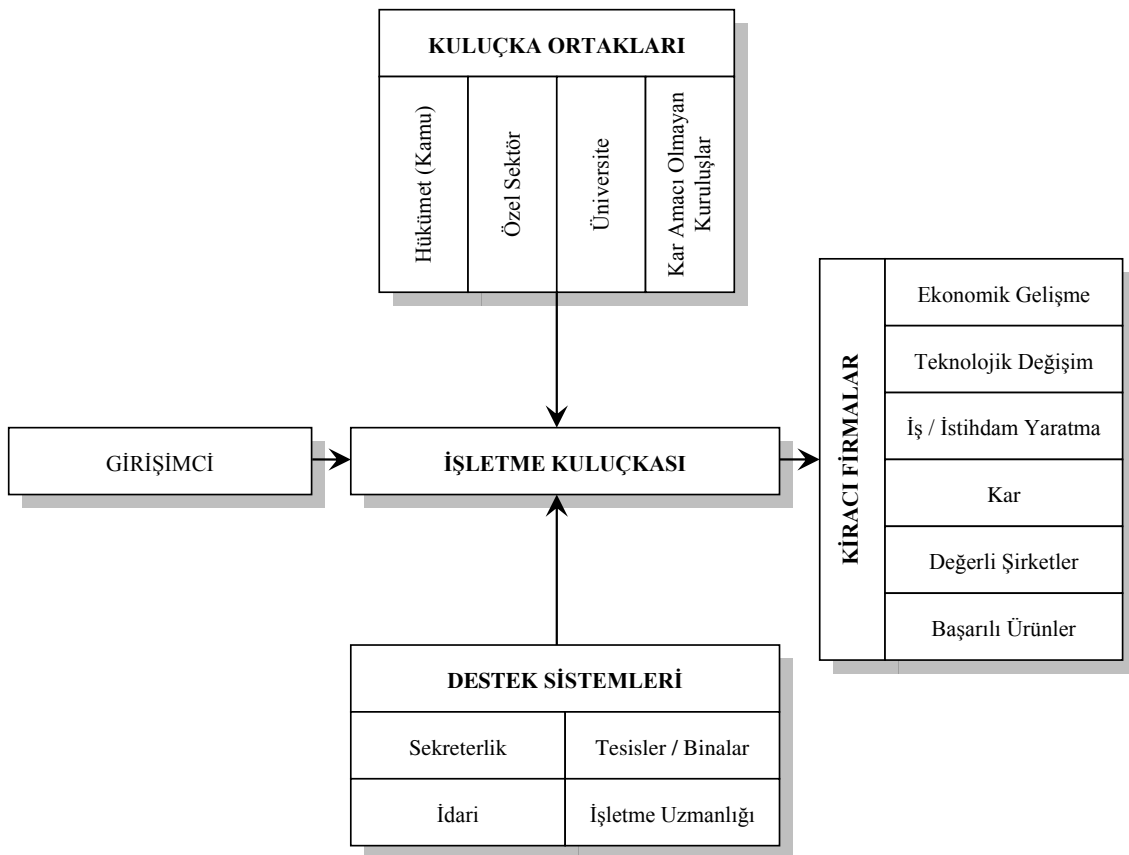 KULUÇKA ORTAKLARI
Hükümet (Kamu)
Özel Sektör
Üniversite
Kar Amacı Olmayan
Kuruluşlar
GİRİŞİMCİ
İŞLETME KULUÇKASI
KİRACI FİRMALAR
Ekonomik Gelişme
Teknolojik Değişim
İş / İstihdam Yaratma
Kar
Değerli Şirketler
Başarılı Ürünler
DESTEK SİSTEMLERİ
Sekreterlik
Tesisler / Binalar
İdari
İşletme Uzmanlığı